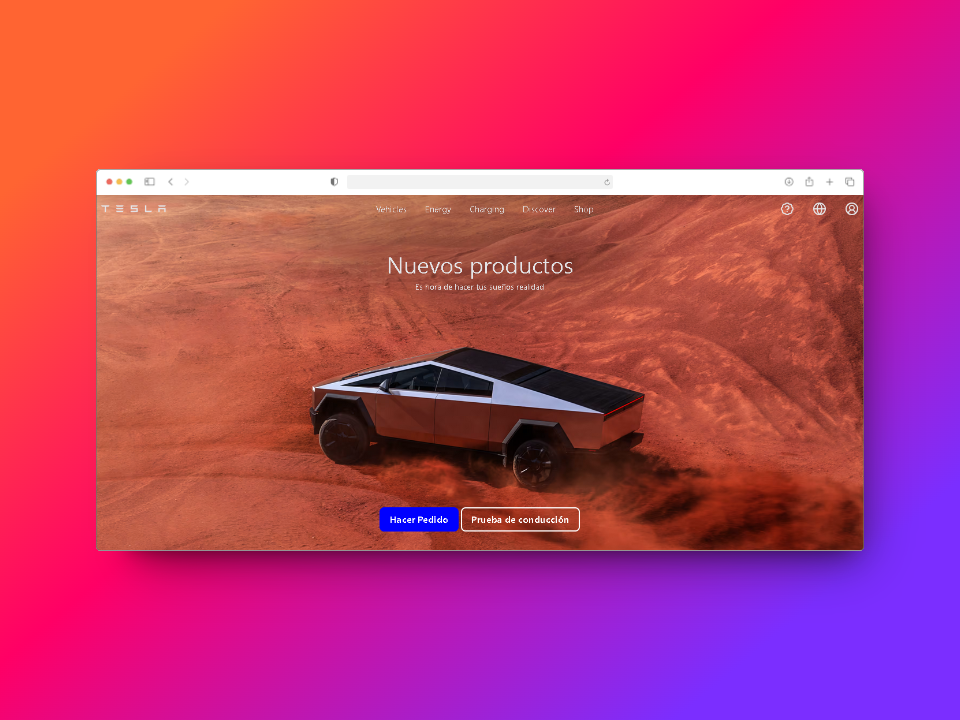 TESLA
Vehicles Energy Charging Discover Shop
Nuevos productos
Es hora de hacer tus sueños realidad
Hacer Pedido Prueba de conducción